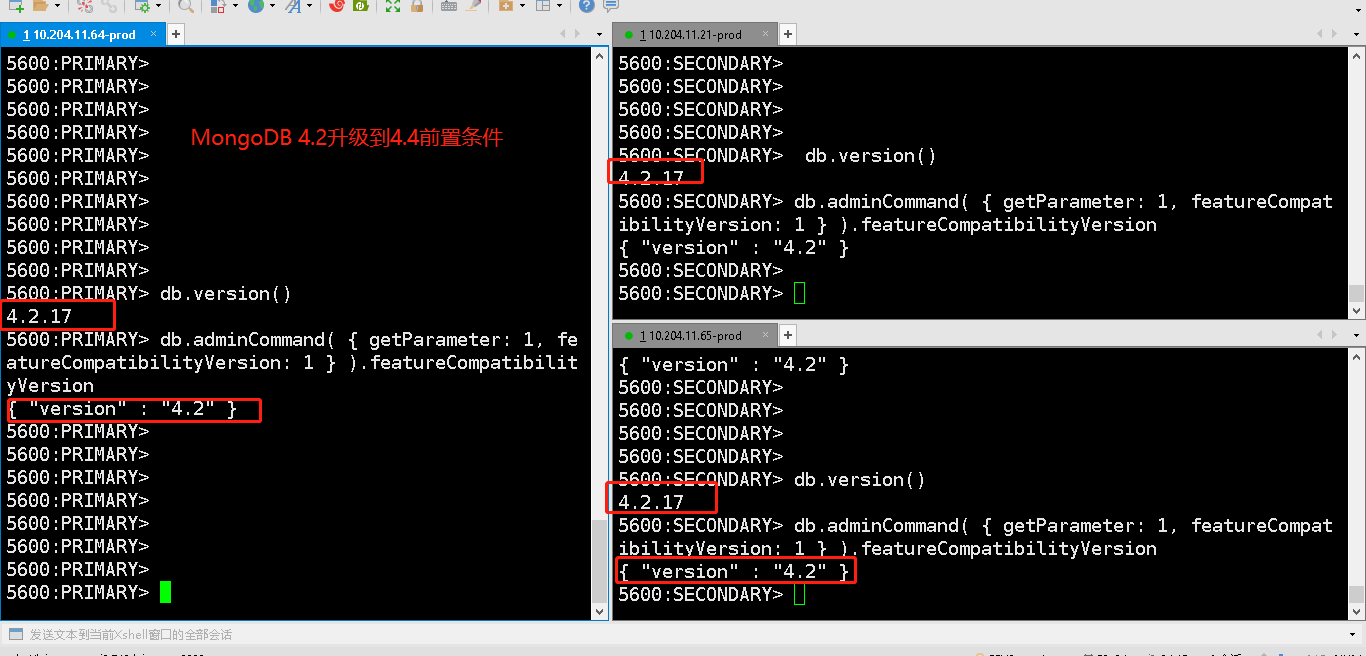 1 10.204.11.64-prod
5600:PRIMARY>
5600:PRIMARY>
5600:PRIMARY>
5600:PRIMARY>
MongoDB 4.2升级到4.4前置条件
5600:PRIMARY>
5600:PRIMARY>
5600:PRIMARY>
5600:PRIMARY>
5600:PRIMARY>
5600:PRIMARY>
5600:PRIMARY> db.version()
4.2.17
5600:PRIMARY> db.adminCommand( { getParameter: 1, fe
atureCompatibilityVersion: 1 } ).featureCompatibilit
yVersion
{ "version" : "4.2" }
5600:PRIMARY>
5600:PRIMARY>
5600:PRIMARY>
5600:PRIMARY>
5600:PRIMARY>
5600:PRIMARY>
5600:PRIMARY>
5600:PRIMARY>
1 10.204.11.21-prod
5600:SECONDARY>
5600:SECONDARY>
5600:SECONDARY>
5600:SECONDARY>
5600:SECONDARY>  db.version()
4.2.17
5600:SECONDARY> db.adminCommand( { getParameter: 1, featureCompat
ibilityVersion: 1 } ).featureCompatibilityVersion
{ "version" : "4.2" }
5600:SECONDARY>
5600:SECONDARY>
1 10.204.11.65-prod
{ "version" : "4.2" }
5600:SECONDARY>
5600:SECONDARY>
5600:SECONDARY>
5600:SECONDARY>
5600:SECONDARY> db.version()
4.2.17
5600:SECONDARY> db.adminCommand( { getParameter: 1, featureCompat
ibilityVersion: 1 } ).featureCompatibilityVersion
{ "version" : "4.2" }
5600:SECONDARY>
发送文本到当前Xshell窗口的全部会话